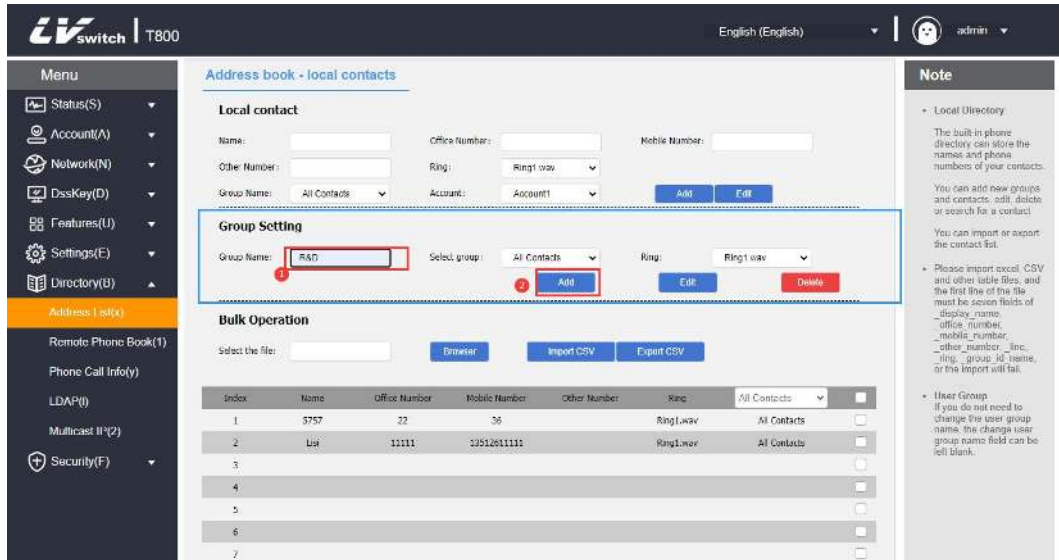 LVswitch | T800
English (English)
admin
Menu
Status(S)
Account(A)
Network(N)
DssKey(D)
Features(U)
Settings(E)
Directory(B)
Address List(x)
Remote Phone Book(1)
Phone Call Info(y)
LDAP(l)
Multicast IP(2)
Security(F)
Address book - local contacts
Local contact
Name: Office Number: Mobile Number:
Other Number: Ring: Ring1.wav
Group Name: All Contacts Account: Account1 Add Edit
Group Setting
Group Name: R&D Select group: All Contacts Ring: Ring1.wav
1 2 Add Edit Delete
Bulk Operation
Select the file: Browser Import CSV Export CSV
Index Name Office Number Mobile Number Other Number Ring All Contacts
1 5757 22 36 Ring1.wav All Contacts
2 Lisi 11111 13512611111 Ring1.wav All Contacts
3
4
5
6
7
Note
Local Directory
The built-in phone
directory can store the
names and phone
numbers of your contacts.
You can add new groups
and contacts, edit, delete
or search for a contact
You can import or export
the contact list.
Please import excel, CSV
and other table files, and
the first line of the file
must be seven fields of
_display_name,
_office_number,
_mobile_number,
_other_number, _line,
_ring, _group_id_name,
or the import will fail.
User Group
If you do not need to
change the user group
name, the change user
group name field can be
left blank.